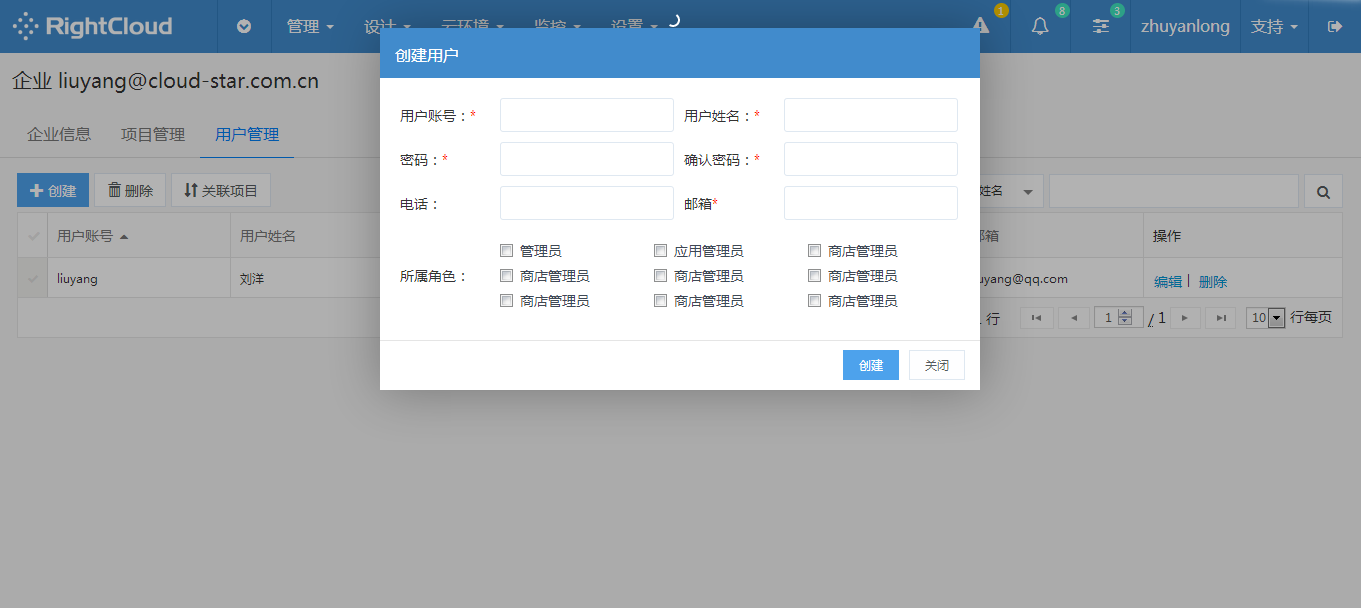 RightCloud 管理 设计 云环境 监控 设置 1 8 3 zhuyanlong 支持
企业 liuyang@cloud-star.com.cn
企业信息 项目管理 用户管理
创建 删除 关联项目 姓名
用户账号 用户姓名 邮箱 操作
liuyang 刘洋 uyang@qq.com 编辑 | 删除
行 1 / 1 10 行每页
创建用户
用户账号：* 用户姓名：*
密码：* 确认密码：*
电话： 邮箱*
所属角色：
管理员 应用管理员 商店管理员
商店管理员 商店管理员 商店管理员
商店管理员 商店管理员 商店管理员
创建 关闭